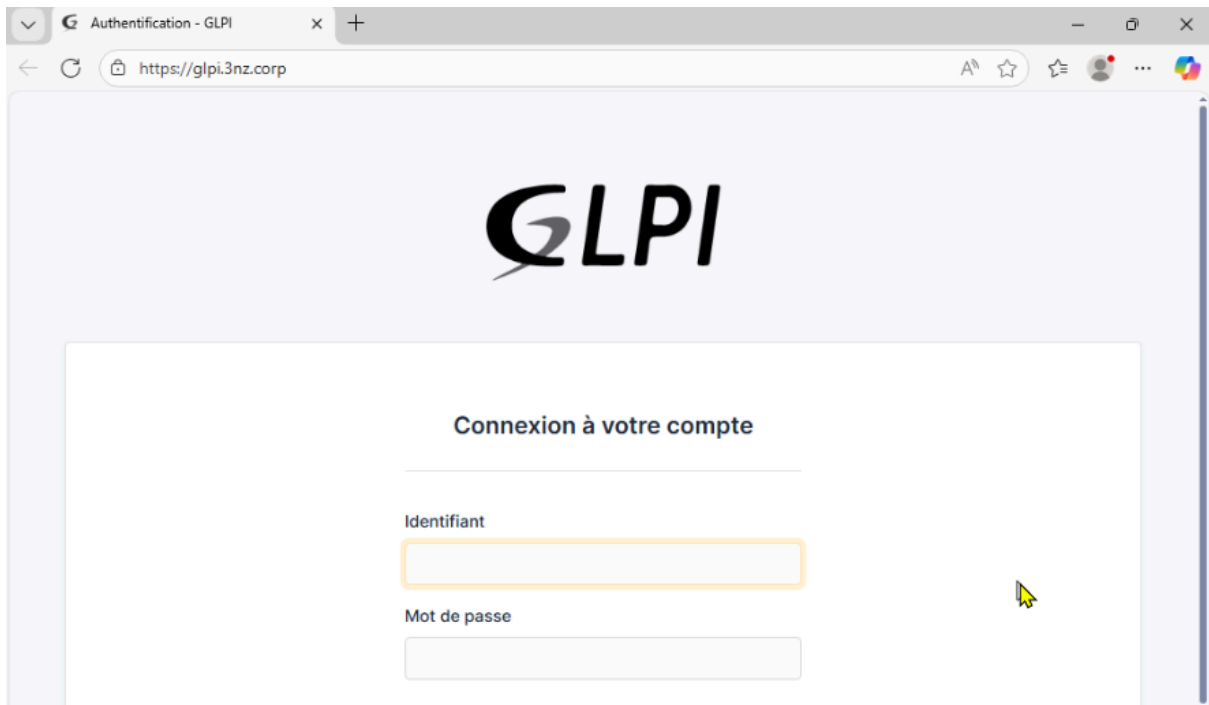 Authentification - GLPI
https://glpi.3nz.corp
GLPI
Connexion à votre compte
Identifiant
Mot de passe